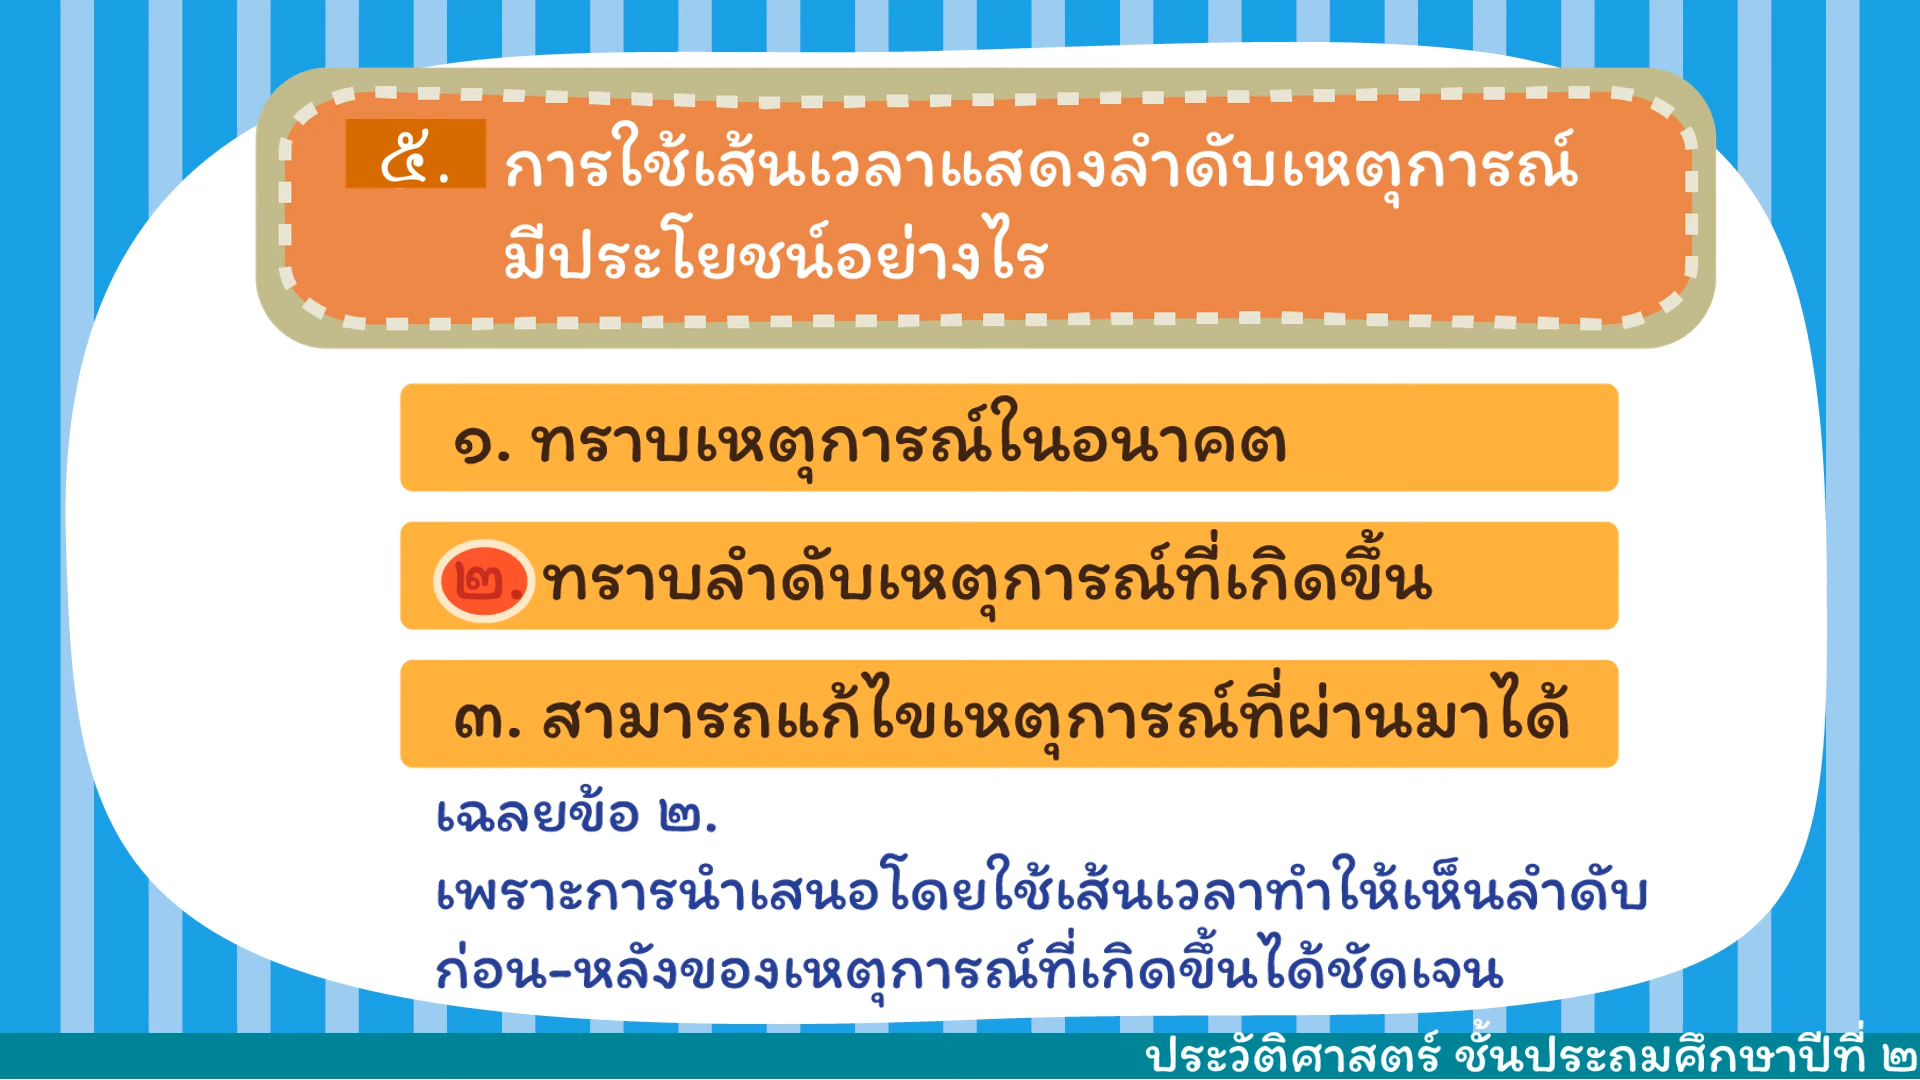 ๕. การใช้เส้นเวลาแสดงลำดับเหตุการณ์
มีประโยชน์อย่างไร
๑. ทราบเหตุการณ์ในอนาคต
๒. ทราบลำดับเหตุการณ์ที่เกิดขึ้น
๓. สามารถแก้ไขเหตุการณ์ที่ผ่านมาได้
เฉลยข้อ ๒.
เพราะการนำเสนอโดยใช้เส้นเวลาทำให้เห็นลำดับ
ก่อน-หลังของเหตุการณ์ที่เกิดขึ้นได้ชัดเจน
ประวัติศาสตร์ ชั้นประถมศึกษาปีที่ ๒